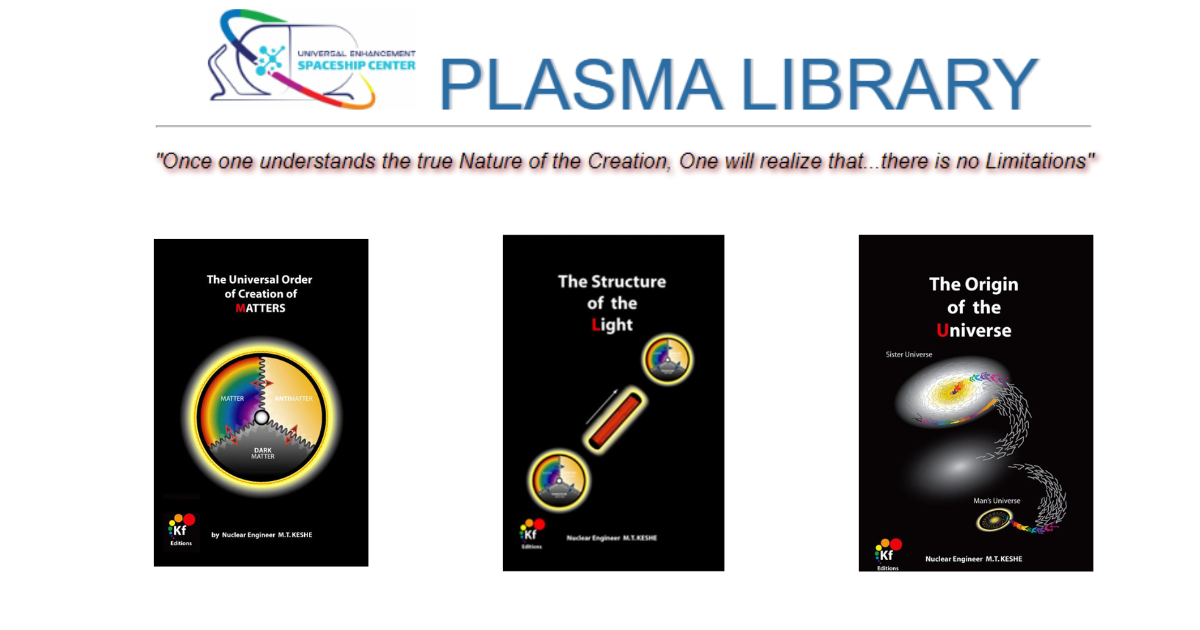 UNIVERSAL ENHANCEMENT
SPACESHIP CENTER
PLASMA LIBRARY
"Once one understands the true Nature of the Creation, One will realize that...there is no Limitations"
The Universal Order
of Creation of
MATTERS
MATTER
ANTIMATTER
DARK
MATTER
Kf
Editions
by Nuclear Engineer M.T.KESHE
The Structure
of the
Light
Kf
Editions
Nuclear Engineer M.T.KESHE
The Origin
of the
Universe
Sister Universe
Man's Universe
Kf
Editions
Nuclear Engineer M.T. KESHE